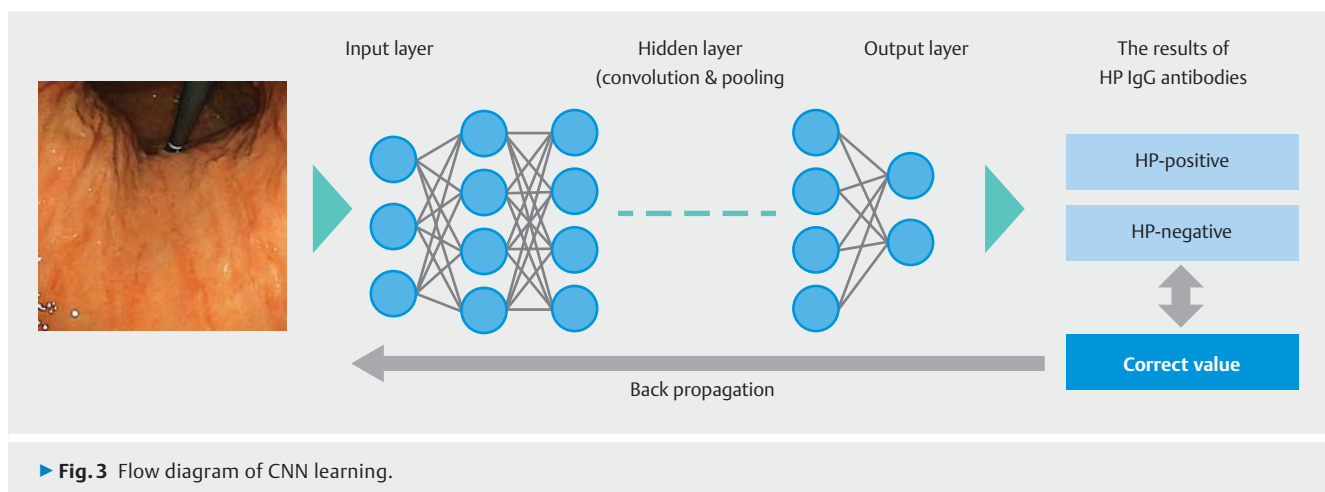 Input layer
Hidden layer
(convolution & pooling
Output layer
The results of
HP IgG antibodies
HP-positive
HP-negative
Correct value
Back propagation
▶ Fig. 3 Flow diagram of CNN learning.